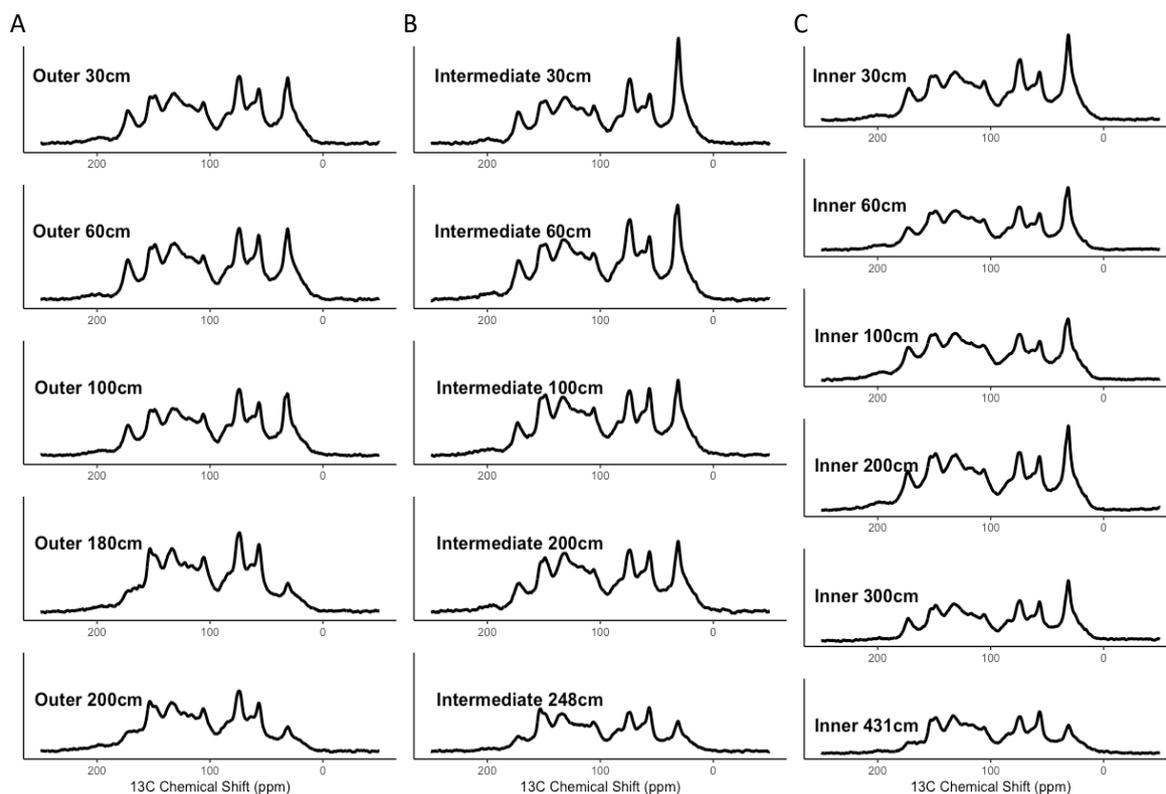 A
Outer 30cm
200 100 0
Outer 60cm
200 100 0
Outer 100cm
200 100 0
Outer 180cm
200 100 0
Outer 200cm
200 100 0
13C Chemical Shift (ppm)
B
Intermediate 30cm
200 100 0
Intermediate 60cm
200 100 0
Intermediate 100cm
200 100 0
Intermediate 200cm
200 100 0
Intermediate 248cm
200 100 0
13C Chemical Shift (ppm)
C
Inner 30cm
200 100 0
Inner 60cm
200 100 0
Inner 100cm
200 100 0
Inner 200cm
200 100 0
Inner 300cm
200 100 0
Inner 431cm
200 100 0
13C Chemical Shift (ppm)